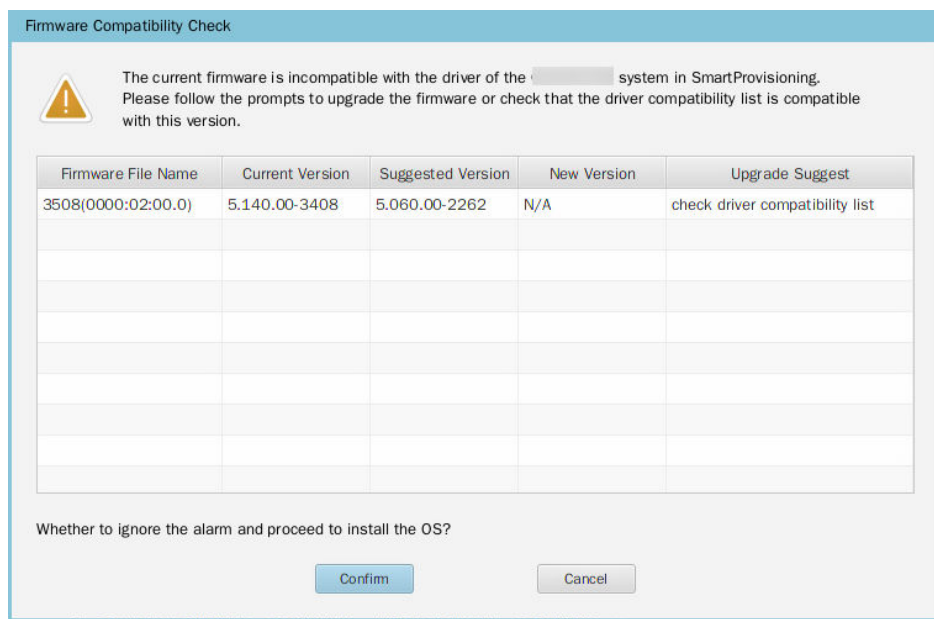 Firmware Compatibility Check
The current firmware is incompatible with the driver of the system in SmartProvisioning.
Please follow the prompts to upgrade the firmware or check that the driver compatibility list is compatible
with this version.
Firmware File Name Current Version Suggested Version New Version Upgrade Suggest
3508(0000:02:00.0) 5.140.00-3408 5.060.00-2262 N/A check driver compatibility list
Whether to ignore the alarm and proceed to install the OS?
Confirm Cancel